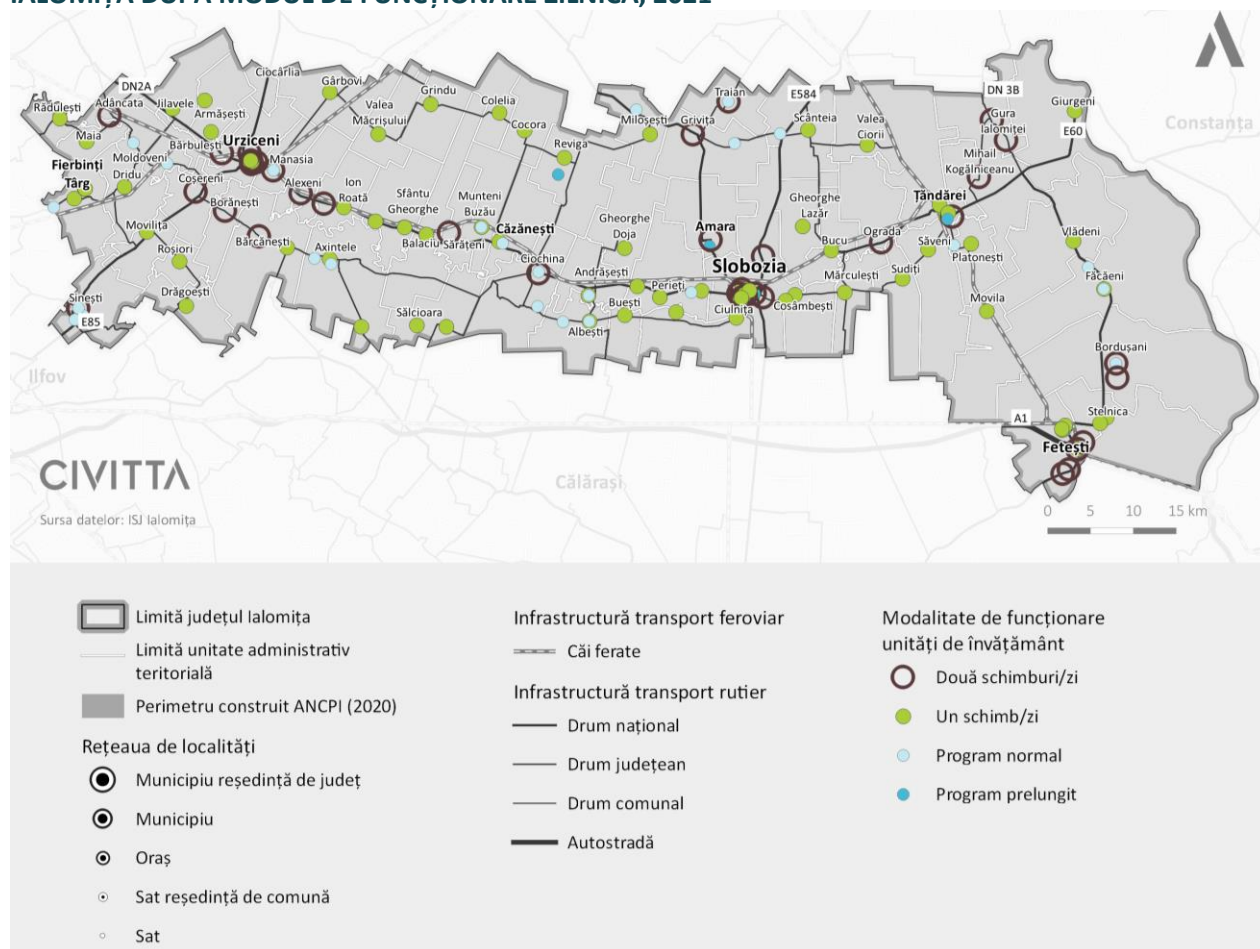 IALOMIȚA DUPĂ MODUL DE FUNCȚIONARE ZILNICĂ, 2021
DN2A
Ciocârlia
Gârbovi
Rădulești
Adâncata
Jilavele
Armășești
Valea
Măcrișului
Grindu
Colelia
Cocora
Miloșești
Traian
Grivița
E584
Scânteia
Valea
Ciorii
DN 3B
Gura
Ialomiței
Giurgeni
E60
Constanța
Maia
Bărbulești
Urziceni
Manasia
Reviga
Mihail
Kogălniceanu
Fierbinți
Târg
Moldoveni
Dridu
Coșereni
Alexeni
Ion
Roată
Sfântu
Gheorghe
Munteni
Buzău
Gheorghe
Doja
Amara
Gheorghe
Lazăr
Țăndărei
Borănești
Movilița
Bărcănești
Axintele
Balaciu
Sărățeni
Căzănești
Ciochina
Slobozia
Bucu
Ograda
Săveni
Platonești
Vlădeni
Roșiori
Andrășești
Perieți
Mărculești
Sudiți
Făcăeni
Drăgoești
Sinești
E85
Sălcioara
Albești
Buești
Ciulnița
Cosâmbești
Movila
Bordușani
Ilfov
A1
Stelnica
Fetești
CIVITTA
Călărași
Sursa datelor: ISJ Ialomița
0 5 10 15 km
Limită județul Ialomița
Limită unitate administrativ
teritorială
Perimetru construit ANCPI (2020)
Rețeaua de localități
Municipiu reședință de județ
Municipiu
Oraș
Sat reședință de comună
Sat
Infrastructură transport feroviar
Căi ferate
Infrastructură transport rutier
Drum național
Drum județean
Drum comunal
Autostradă
Modalitate de funcționare
unități de învățământ
Două schimburi/zi
Un schimb/zi
Program normal
Program prelungit